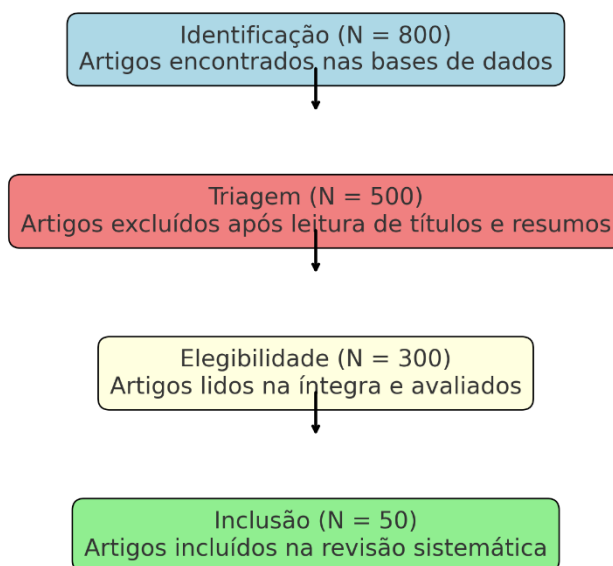 Identificação (N = 800)
Artigos encontrados nas bases de dados
Triagem (N = 500)
Artigos excluídos após leitura de títulos e resumos
Elegibilidade (N = 300)
Artigos lidos na íntegra e avaliados
Inclusão (N = 50)
Artigos incluídos na revisão sistemática